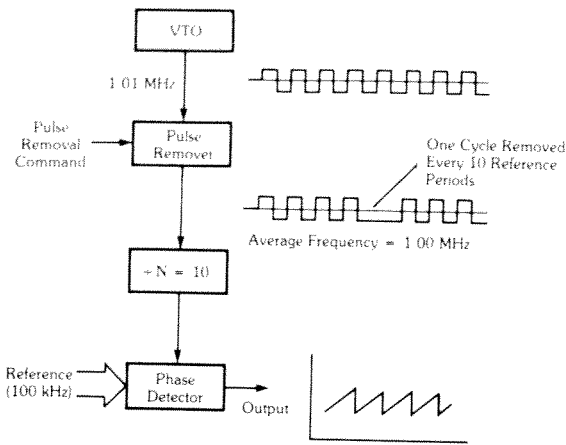 VTO
1.01 MHz
Pulse
Removal
Command
Pulse
Remover
One Cycle Removed
Every 10 Reference
Periods
Average Frequency = 1.00 MHz
÷ N = 10
Reference
(100 kHz)
Phase
Detector
Output